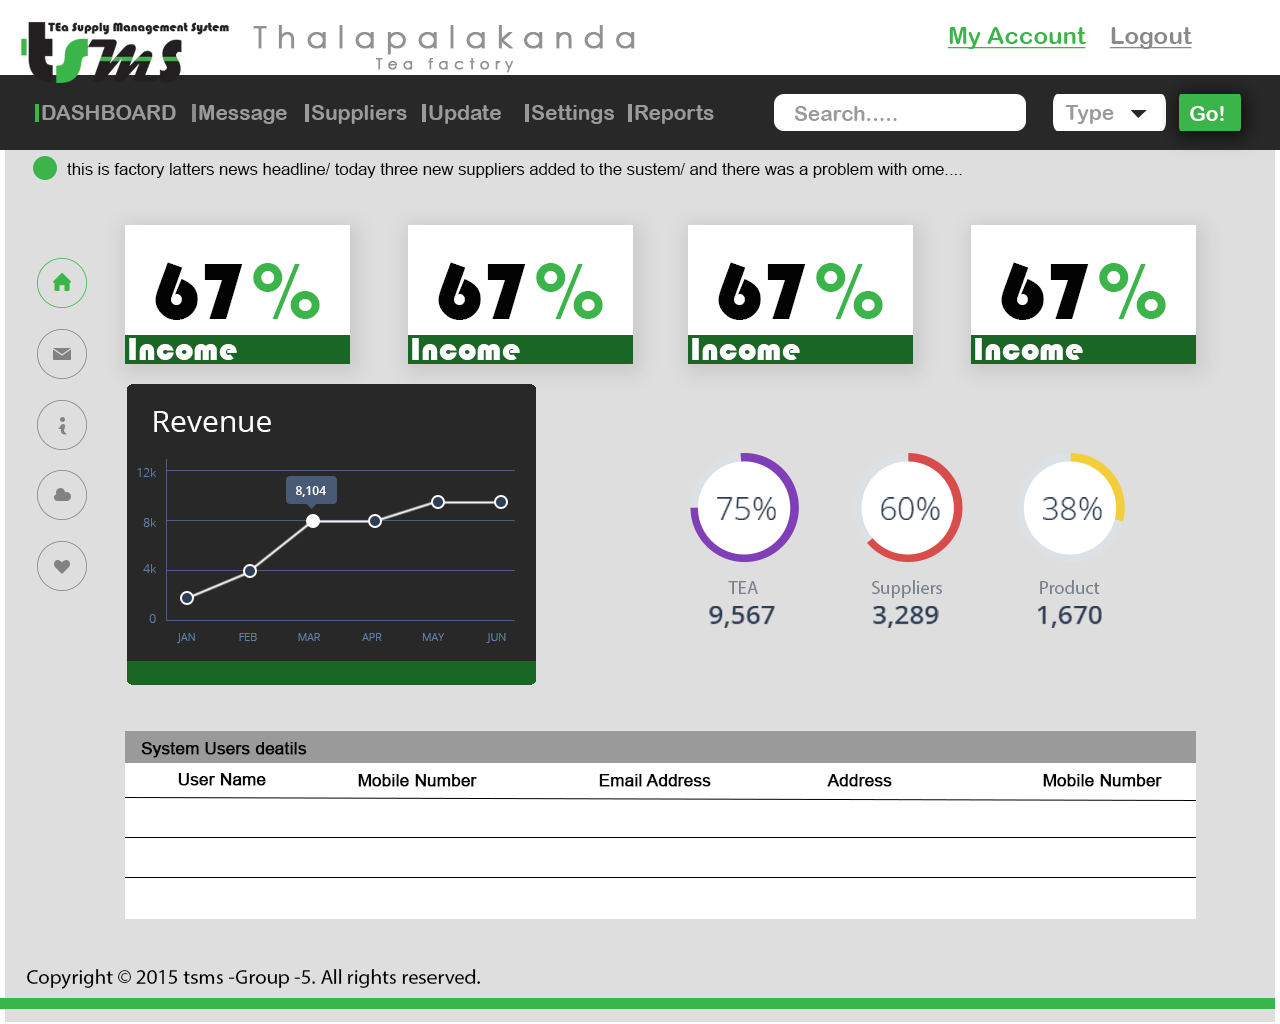 TEa Supply Management System
tsms
Thalapalakanda
Tea factory
My Account Logout
DASHBOARD Message Suppliers Update Settings Reports Search..... Type Go!
this is factory latters news headline/ today three new suppliers added to the sustem/ and there was a problem with ome....
67% 67% 67% 67%
Income Income Income Income
Revenue
12k
8k
4k
0
8,104
JAN FEB MAR APR MAY JUN
75% 60% 38%
TEA Suppliers Product
9,567 3,289 1,670
System Users deatils
User Name Mobile Number Email Address Address Mobile Number
Copyright © 2015 tsms -Group -5. All rights reserved.